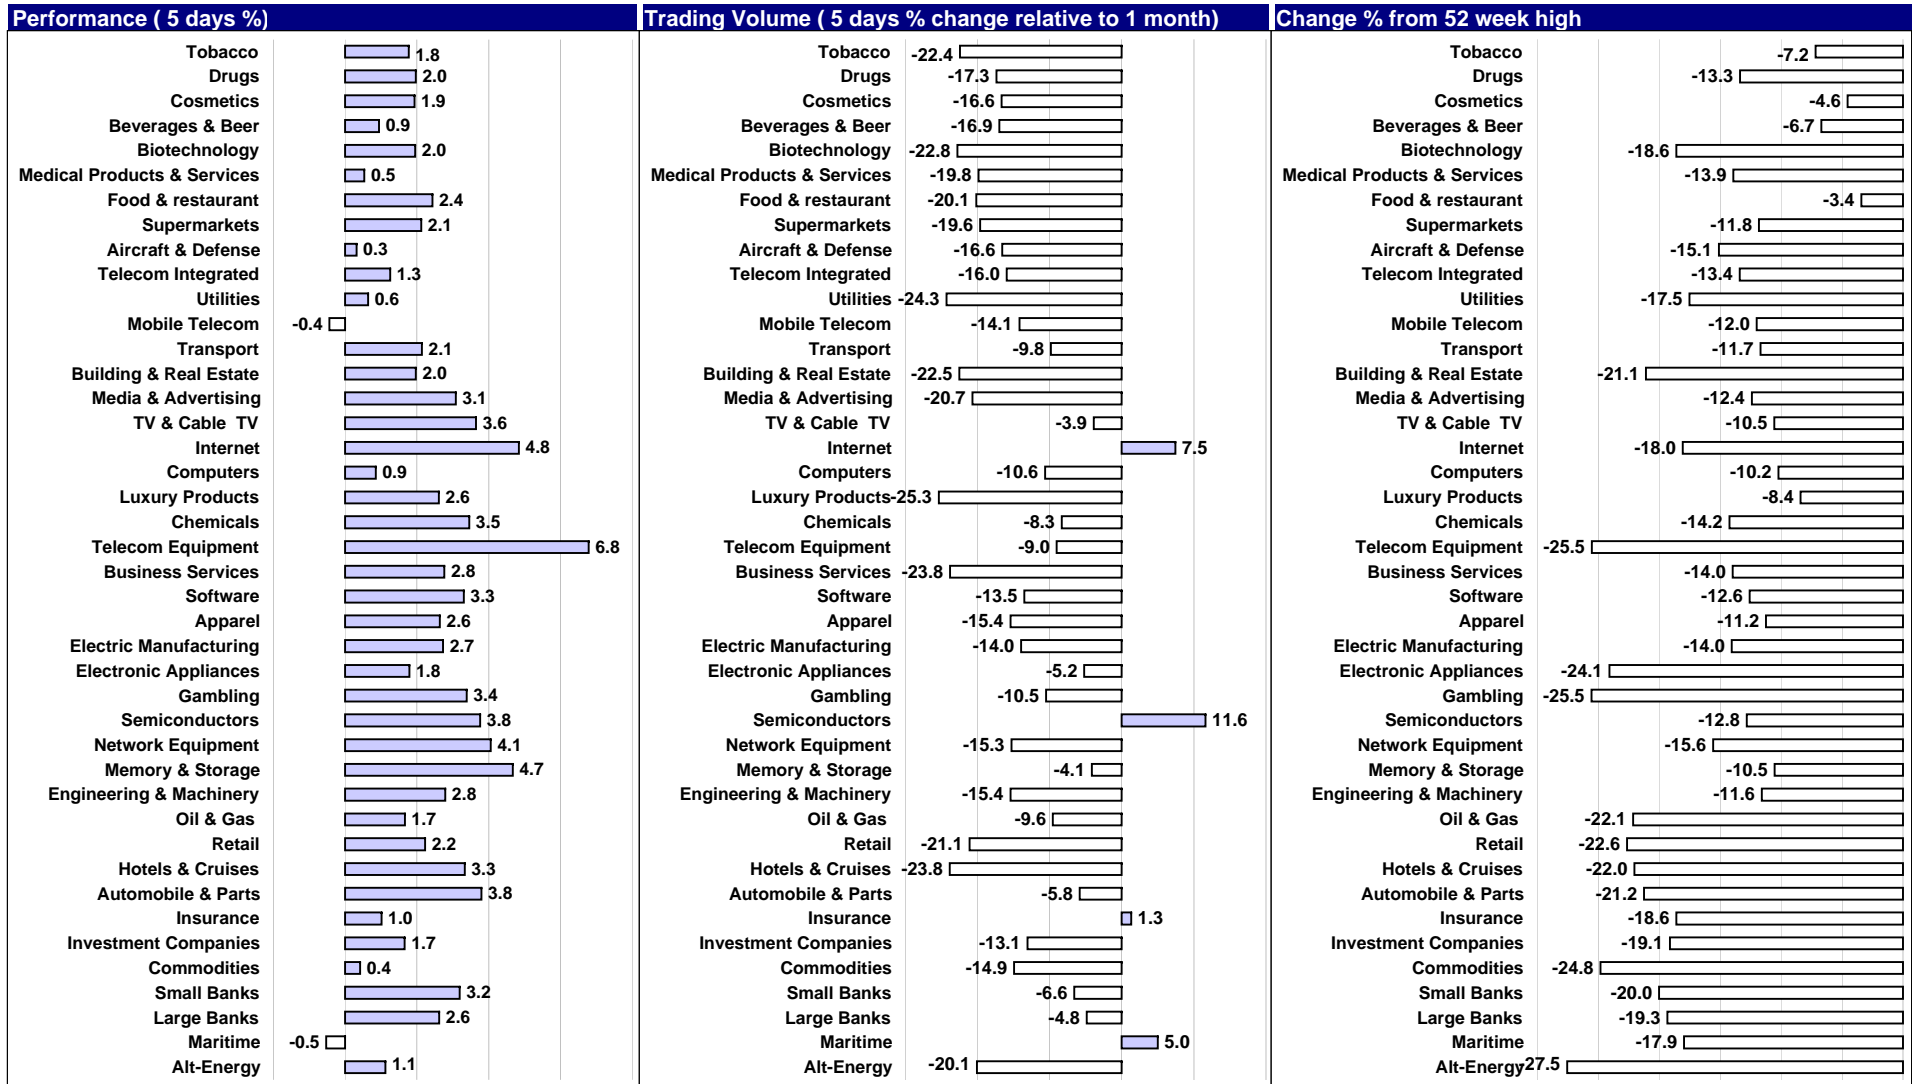 Performance ( 5 days %) Trading Volume ( 5 days % change relative to 1 month) Change % from 52 week high
Tobacco 1.8 Tobacco -22.4 Tobacco -7.2
Drugs 2.0 Drugs -17.3 Drugs -13.3
Cosmetics 1.9 Cosmetics -16.6 Cosmetics -4.6
Beverages & Beer 0.9 Beverages & Beer -16.9 Beverages & Beer -6.7
Biotechnology 2.0 Biotechnology -22.8 Biotechnology -18.6
Medical Products & Services 0.5 Medical Products & Services -19.8 Medical Products & Services -13.9
Food & restaurant 2.4 Food & restaurant -20.1 Food & restaurant -3.4
Supermarkets 2.1 Supermarkets -19.6 Supermarkets -11.8
Aircraft & Defense 0.3 Aircraft & Defense -16.6 Aircraft & Defense -15.1
Telecom Integrated 1.3 Telecom Integrated -16.0 Telecom Integrated -13.4
Utilities 0.6 Utilities -24.3 Utilities -17.5
Mobile Telecom -0.4 Mobile Telecom -14.1 Mobile Telecom -12.0
Transport 2.1 Transport -9.8 Transport -11.7
Building & Real Estate 2.0 Building & Real Estate -22.5 Building & Real Estate -21.1
Media & Advertising 3.1 Media & Advertising -20.7 Media & Advertising -12.4
TV & Cable TV 3.6 TV & Cable TV -3.9 TV & Cable TV -10.5
Internet 4.8 Internet 7.5 Internet -18.0
Computers 0.9 Computers -10.6 Computers -10.2
Luxury Products 2.6 Luxury Products -25.3 Luxury Products -8.4
Chemicals 3.5 Chemicals -8.3 Chemicals -14.2
Telecom Equipment 6.8 Telecom Equipment -9.0 Telecom Equipment -25.5
Business Services 2.8 Business Services -23.8 Business Services -14.0
Software 3.3 Software -13.5 Software -12.6
Apparel 2.6 Apparel -15.4 Apparel -11.2
Electric Manufacturing 2.7 Electric Manufacturing -14.0 Electric Manufacturing -14.0
Electronic Appliances 1.8 Electronic Appliances -5.2 Electronic Appliances -24.1
Gambling 3.4 Gambling -10.5 Gambling -25.5
Semiconductors 3.8 Semiconductors 11.6 Semiconductors -12.8
Network Equipment 4.1 Network Equipment -15.3 Network Equipment -15.6
Memory & Storage 4.7 Memory & Storage -4.1 Memory & Storage -10.5
Engineering & Machinery 2.8 Engineering & Machinery -15.4 Engineering & Machinery -11.6
Oil & Gas 1.7 Oil & Gas -9.6 Oil & Gas -22.1
Retail 2.2 Retail -21.1 Retail -22.6
Hotels & Cruises 3.3 Hotels & Cruises -23.8 Hotels & Cruises -22.0
Automobile & Parts 3.8 Automobile & Parts -5.8 Automobile & Parts -21.2
Insurance 1.0 Insurance 1.3 Insurance -18.6
Investment Companies 1.7 Investment Companies -13.1 Investment Companies -19.1
Commodities 0.4 Commodities -14.9 Commodities -24.8
Small Banks 3.2 Small Banks -6.6 Small Banks -20.0
Large Banks 2.6 Large Banks -4.8 Large Banks -19.3
Maritime -0.5 Maritime 5.0 Maritime -17.9
Alt-Energy 1.1 Alt-Energy -20.1 Alt-Energy -27.5